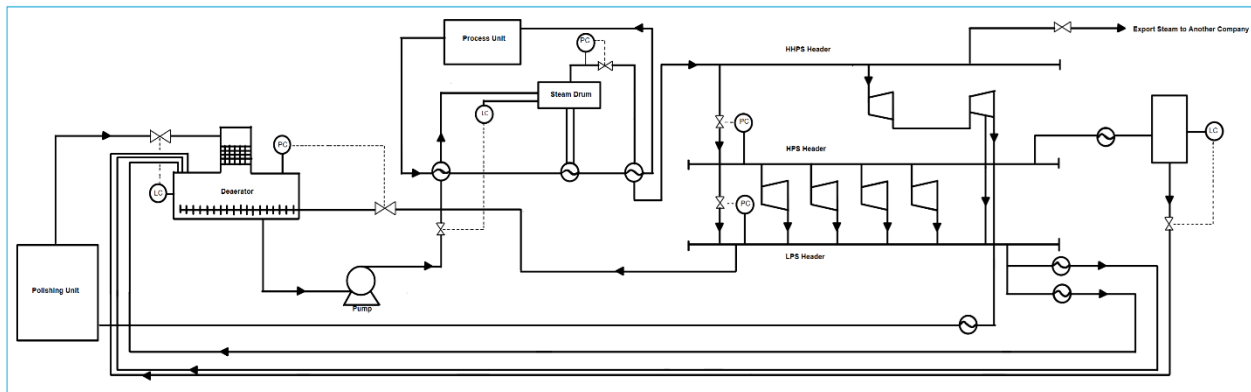 Export Steam to Another Company
Process Unit
PC
HHPS Header
Steam Drum
LC
PC
PC
LC
HPS Header
Deaerator
LC
PC
LPS Header
Polishing Unit
Pump